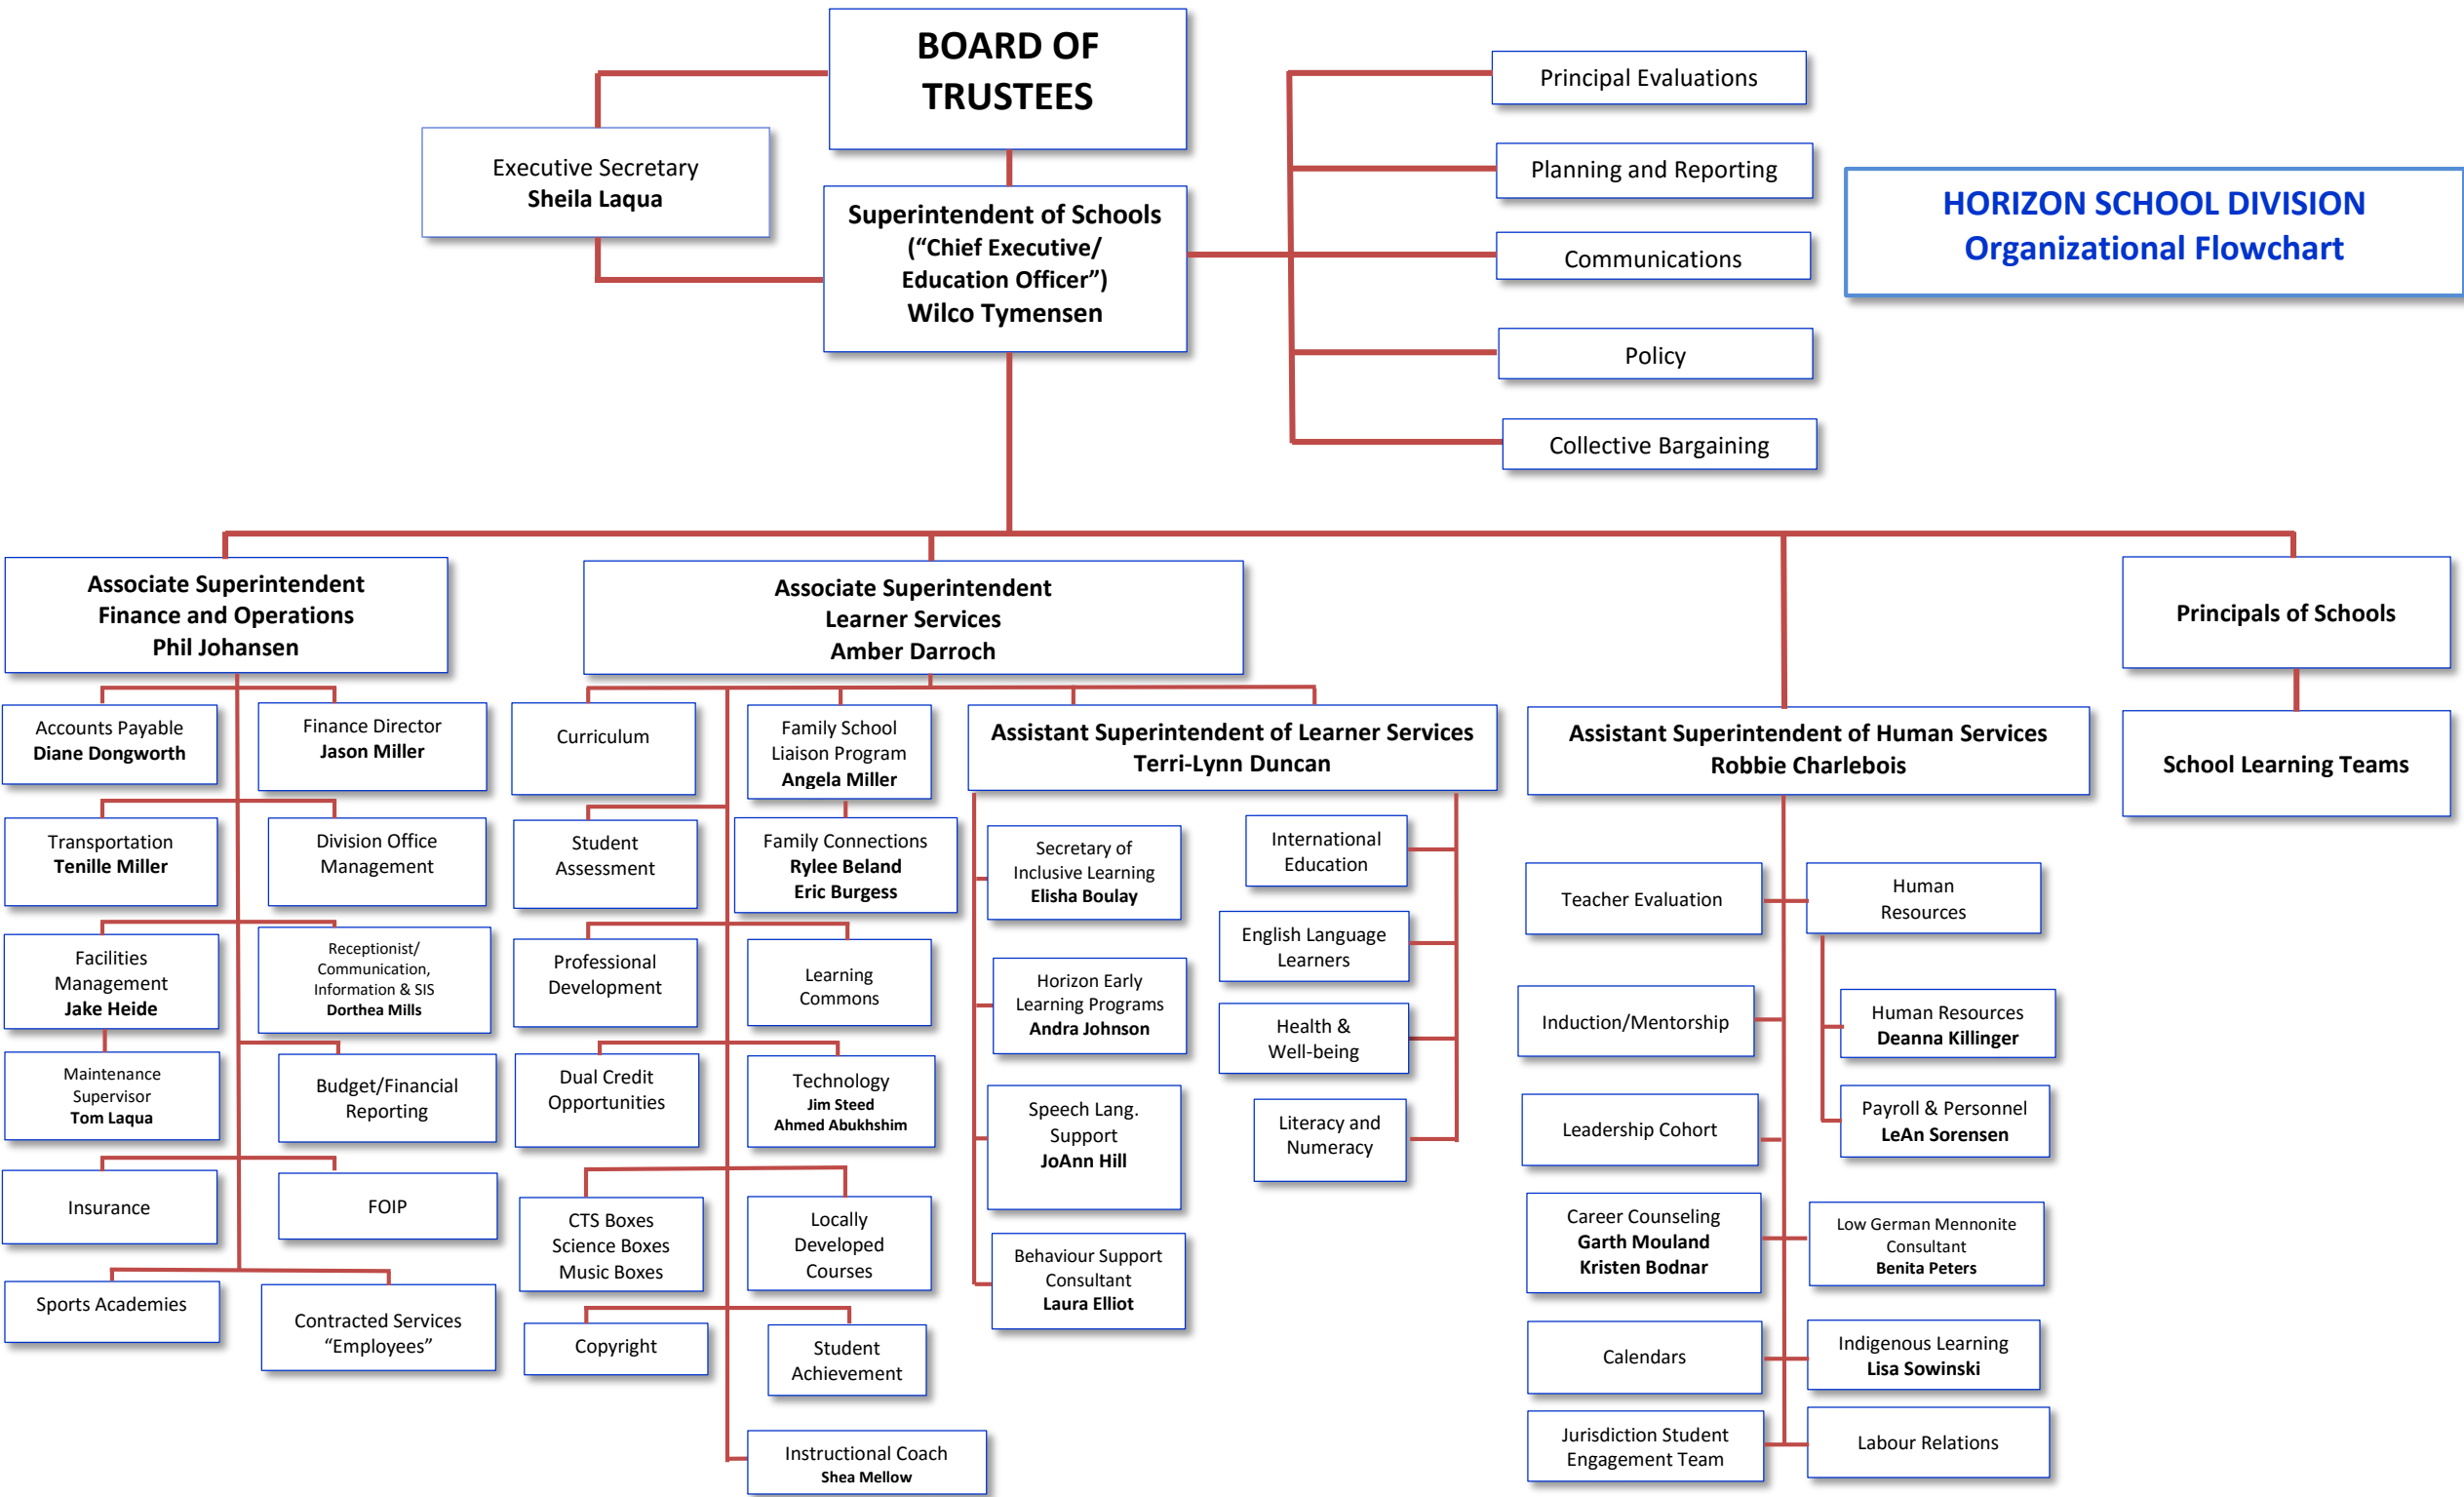 BOARD OF
TRUSTEES
Executive Secretary
Sheila Laqua
Superintendent of Schools
(“Chief Executive/
Education Officer”)
Wilco Tymensen
Principal Evaluations
Planning and Reporting
Communications
Policy
Collective Bargaining
HORIZON SCHOOL DIVISION
Organizational Flowchart
Associate Superintendent
Finance and Operations
Phil Johansen
Accounts Payable
Diane Dongworth
Finance Director
Jason Miller
Transportation
Tenille Miller
Division Office
Management
Facilities
Management
Jake Heide
Receptionist/
Communication,
Information & SIS
Dorthea Mills
Maintenance
Supervisor
Tom Laqua
Budget/Financial
Reporting
Insurance
FOIP
Sports Academies
Contracted Services
“Employees”
Associate Superintendent
Learner Services
Amber Darroch
Curriculum
Family School
Liaison Program
Angela Miller
Student
Assessment
Family Connections
Rylee Beland
Eric Burgess
Professional
Development
Learning
Commons
Dual Credit
Opportunities
Technology
Jim Steed
Ahmed Abukhshim
CTS Boxes
Science Boxes
Music Boxes
Locally
Developed
Courses
Copyright
Student
Achievement
Instructional Coach
Shea Mellow
Assistant Superintendent of Learner Services
Terri-Lynn Duncan
Secretary of
Inclusive Learning
Elisha Boulay
Horizon Early
Learning Programs
Andra Johnson
Speech Lang.
Support
JoAnn Hill
Behaviour Support
Consultant
Laura Elliot
International
Education
English Language
Learners
Health &
Well-being
Literacy and
Numeracy
Assistant Superintendent of Human Services
Robbie Charlebois
Teacher Evaluation
Human
Resources
Induction/Mentorship
Human Resources
Deanna Killinger
Leadership Cohort
Payroll & Personnel
LeAn Sorensen
Career Counseling
Garth Mouland
Kristen Bodnar
Low German Mennonite
Consultant
Benita Peters
Calendars
Indigenous Learning
Lisa Sowinski
Jurisdiction Student
Engagement Team
Labour Relations
Principals of Schools
School Learning Teams